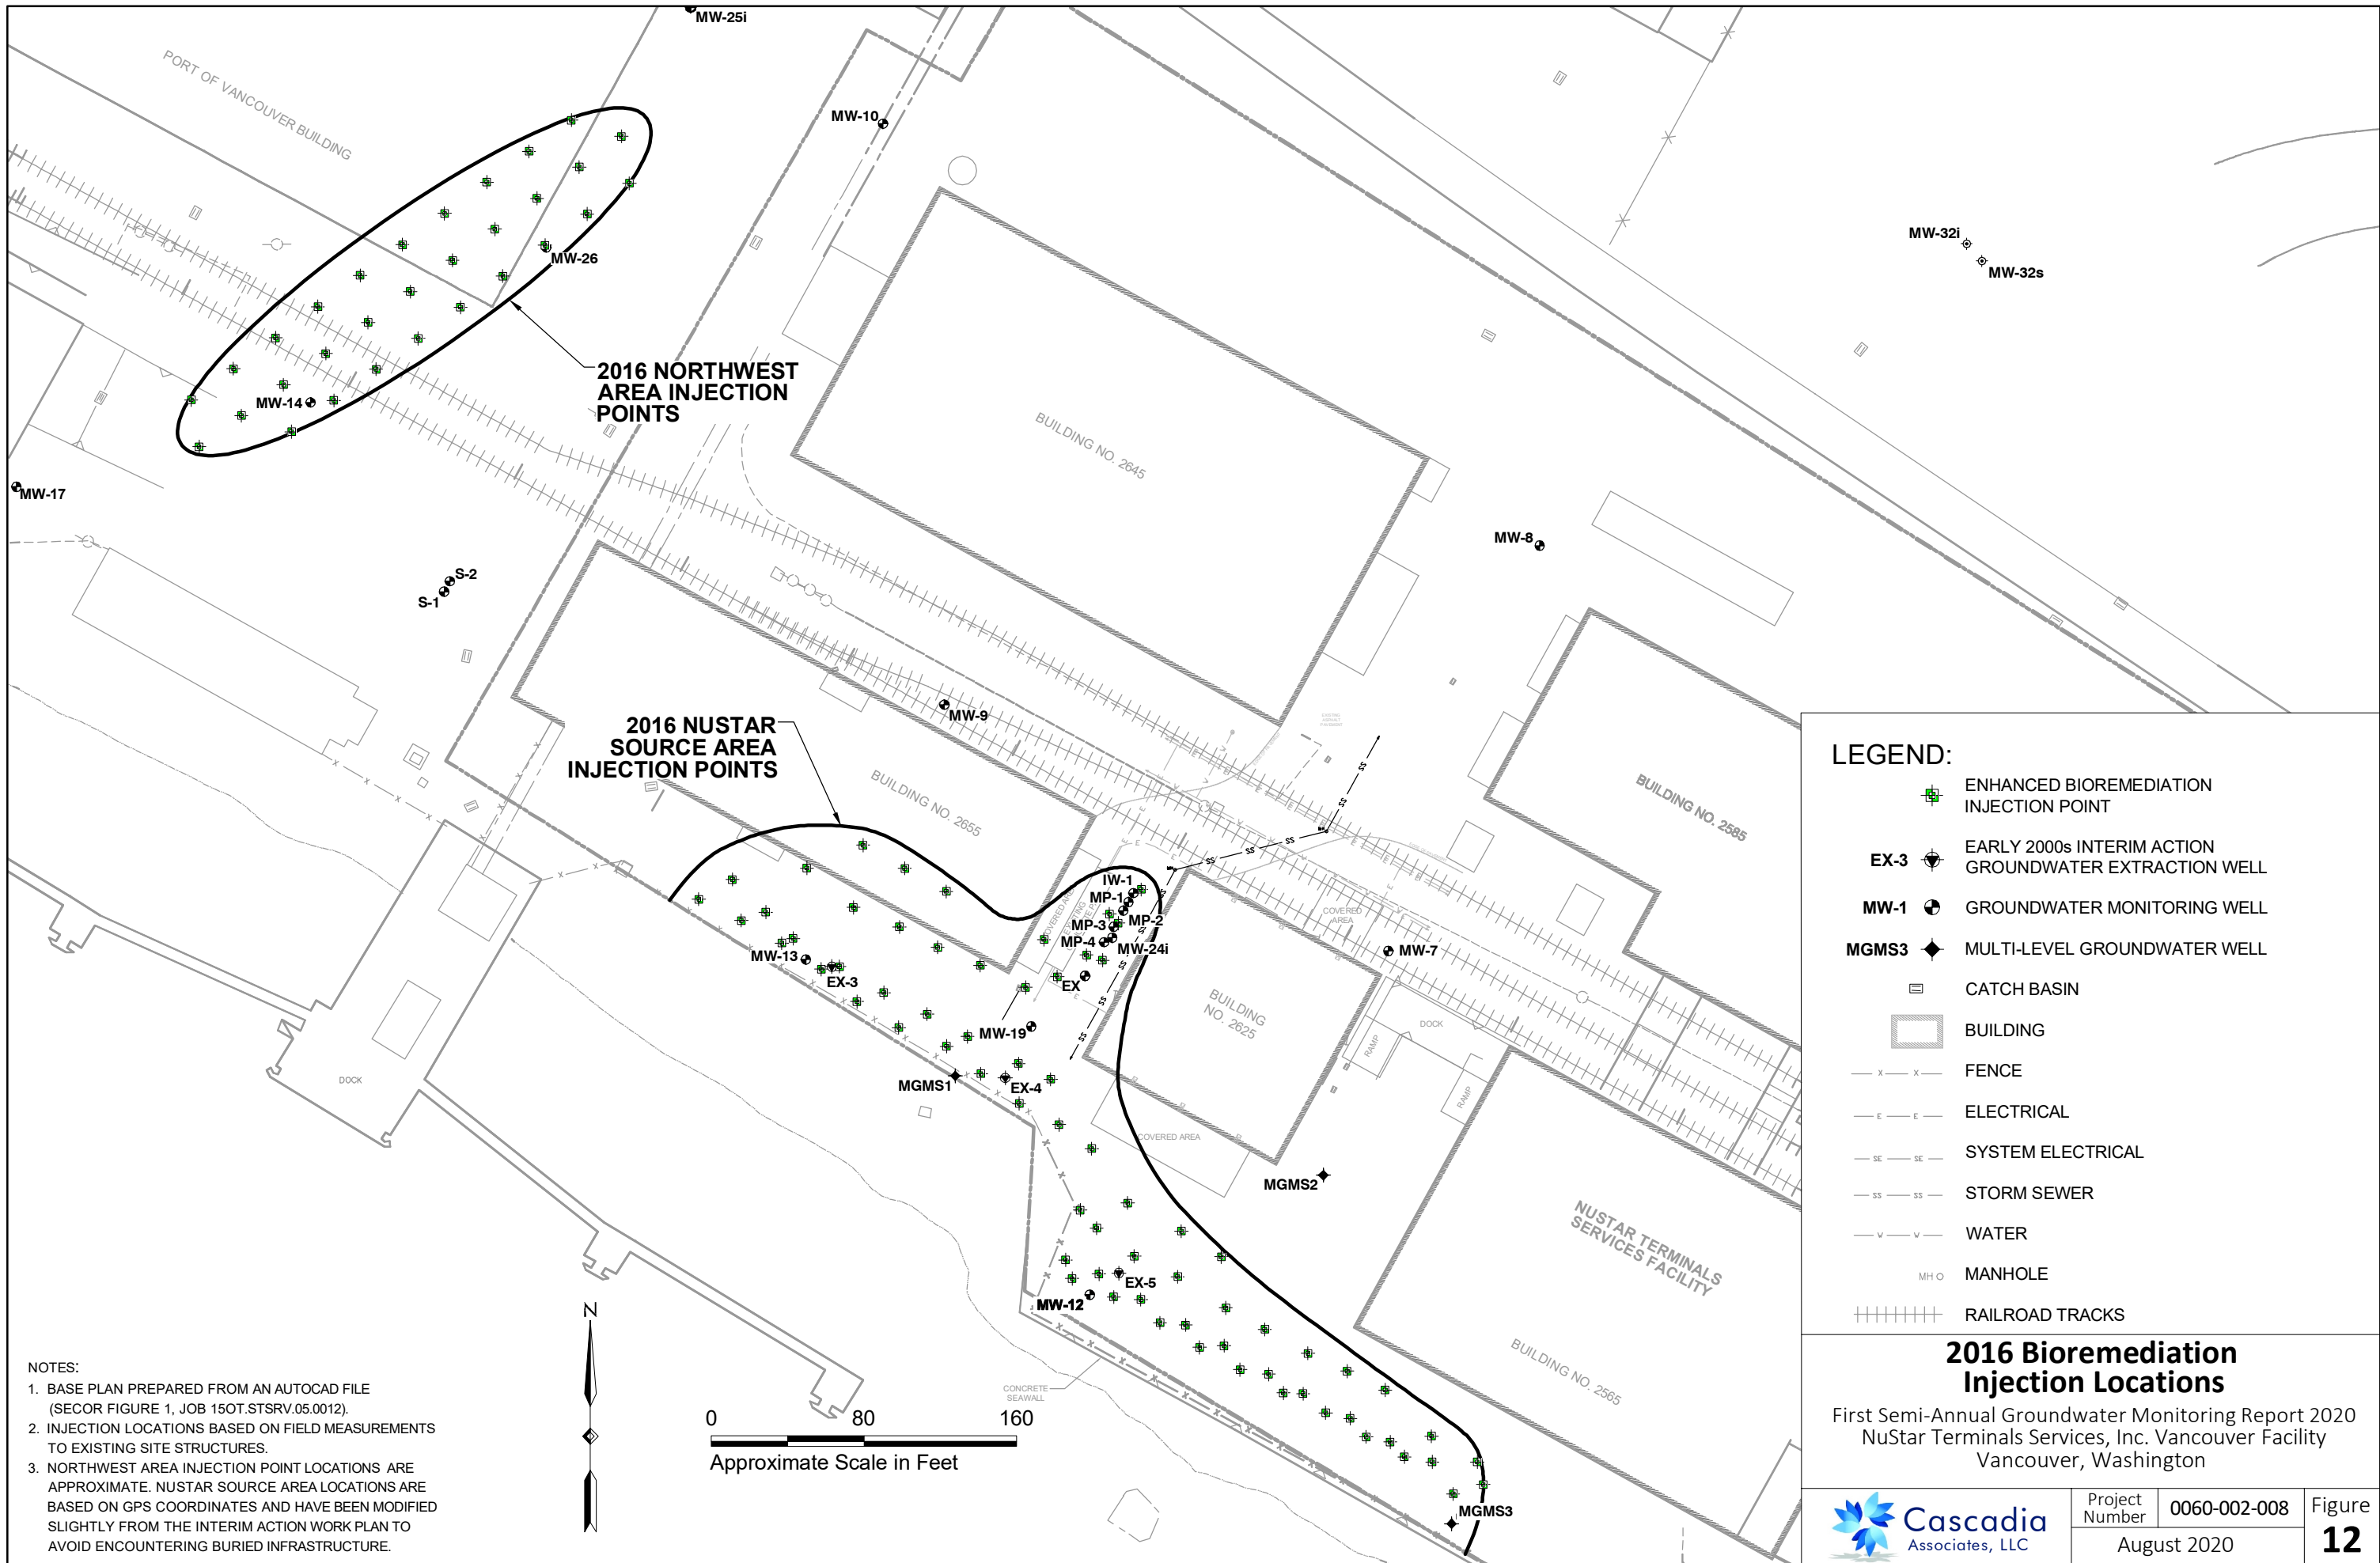 MW-25i
PORT OF VANCOUVER BUILDING
MW-10
MW-32i
MW-32s
MW-26
2016 NORTHWEST
AREA INJECTION
POINTS
MW-14
MW-17
BUILDING NO. 2645
MW-8
S-2
S-1
MW-9
2016 NUSTAR
SOURCE AREA
INJECTION POINTS
BUILDING NO. 2655
BUILDING NO. 2585
IW-1
MP-1
MP-2
MP-3
MP-4
MW-24i
COVERED
AREA
MW-7
MW-13
EX-3
EX
BUILDING
NO. 2625
MW-19
DOCK
RAMP
RAMP
MGMS1
EX-4
DOCK
COVERED AREA
MGMS2
NUSTAR TERMINALS
SERVICES FACILITY
EX-5
MW-12
BUILDING NO. 2565
CONCRETE
SEAWALL
MGMS3
N
0 80 160
Approximate Scale in Feet
NOTES:
1. BASE PLAN PREPARED FROM AN AUTOCAD FILE
(SECOR FIGURE 1, JOB 15OT.STSRV.05.0012).
2. INJECTION LOCATIONS BASED ON FIELD MEASUREMENTS
TO EXISTING SITE STRUCTURES.
3. NORTHWEST AREA INJECTION POINT LOCATIONS ARE
APPROXIMATE. NUSTAR SOURCE AREA LOCATIONS ARE
BASED ON GPS COORDINATES AND HAVE BEEN MODIFIED
SLIGHTLY FROM THE INTERIM ACTION WORK PLAN TO
AVOID ENCOUNTERING BURIED INFRASTRUCTURE.
LEGEND:
ENHANCED BIOREMEDIATION
INJECTION POINT
EX-3 EARLY 2000s INTERIM ACTION
GROUNDWATER EXTRACTION WELL
MW-1 GROUNDWATER MONITORING WELL
MGMS3 MULTI-LEVEL GROUNDWATER WELL
CATCH BASIN
BUILDING
X X FENCE
E E ELECTRICAL
SE SE SYSTEM ELECTRICAL
SS SS STORM SEWER
W W WATER
MH MANHOLE
RAILROAD TRACKS
2016 Bioremediation
Injection Locations
First Semi-Annual Groundwater Monitoring Report 2020
NuStar Terminals Services, Inc. Vancouver Facility
Vancouver, Washington
Cascadia
Associates, LLC
Project
Number
0060-002-008
August 2020
Figure
12